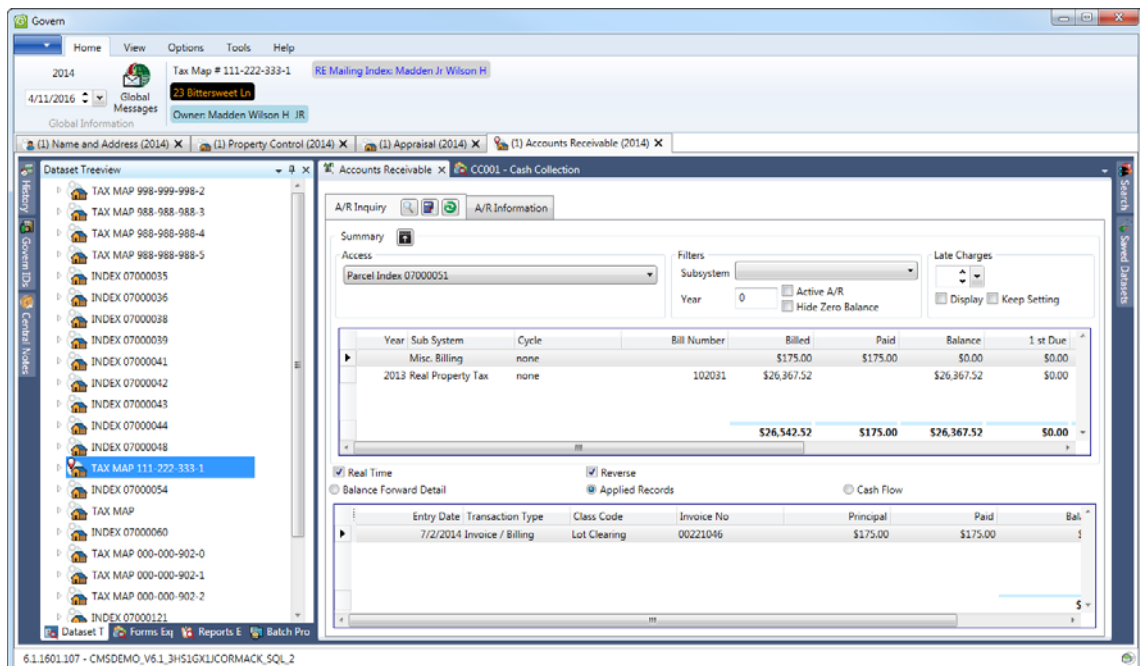 Govern
Home View Options Tools Help
2014
4/11/2016
Global Messages
Global Information
Tax Map # 111-222-333-1
RE Mailing Index: Madden Jr Wilson H
23 Bittersweet Ln
Owner: Madden Wilson H JR
(1) Name and Address (2014) (1) Property Control (2014) (1) Appraisal (2014) (1) Accounts Receivable (2014)
History
Govern IDs
Central Notes
Dataset Treeview
TAX MAP 998-999-998-2
TAX MAP 988-988-988-3
TAX MAP 988-988-988-4
TAX MAP 988-988-988-5
INDEX 07000035
INDEX 07000036
INDEX 07000038
INDEX 07000039
INDEX 07000041
INDEX 07000042
INDEX 07000043
INDEX 07000044
INDEX 07000048
TAX MAP 111-222-333-1
INDEX 07000054
TAX MAP
INDEX 07000060
TAX MAP 000-000-902-0
TAX MAP 000-000-902-1
TAX MAP 000-000-902-2
INDEX 07000121
Dataset T Forms Exp Reports E Batch Pro
Accounts Receivable CC001 - Cash Collection
A/R Inquiry A/R Information
Summary
Access
Parcel Index 07000051
Filters
Subsystem
Year 0
Active A/R
Hide Zero Balance
Late Charges
Display Keep Setting
Year Sub System Cycle Bill Number Billed Paid Balance 1 st Due
Misc. Billing none $175.00 $175.00 $0.00 $0.00
2013 Real Property Tax none 102031 $26,367.52 $26,367.52 $0.00
$26,542.52 $175.00 $26,367.52 $0.00
Real Time Reverse
Balance Forward Detail Applied Records Cash Flow
Entry Date Transaction Type Class Code Invoice No Principal Paid Bal
7/2/2014 Invoice / Billing Lot Clearing 00221046 $175.00 $175.00 $
$
Search
Saved Datasets
6.1.1601.107 - CMSDEMO_V6.1_3HS1GX1JCORMACK_SQL_2